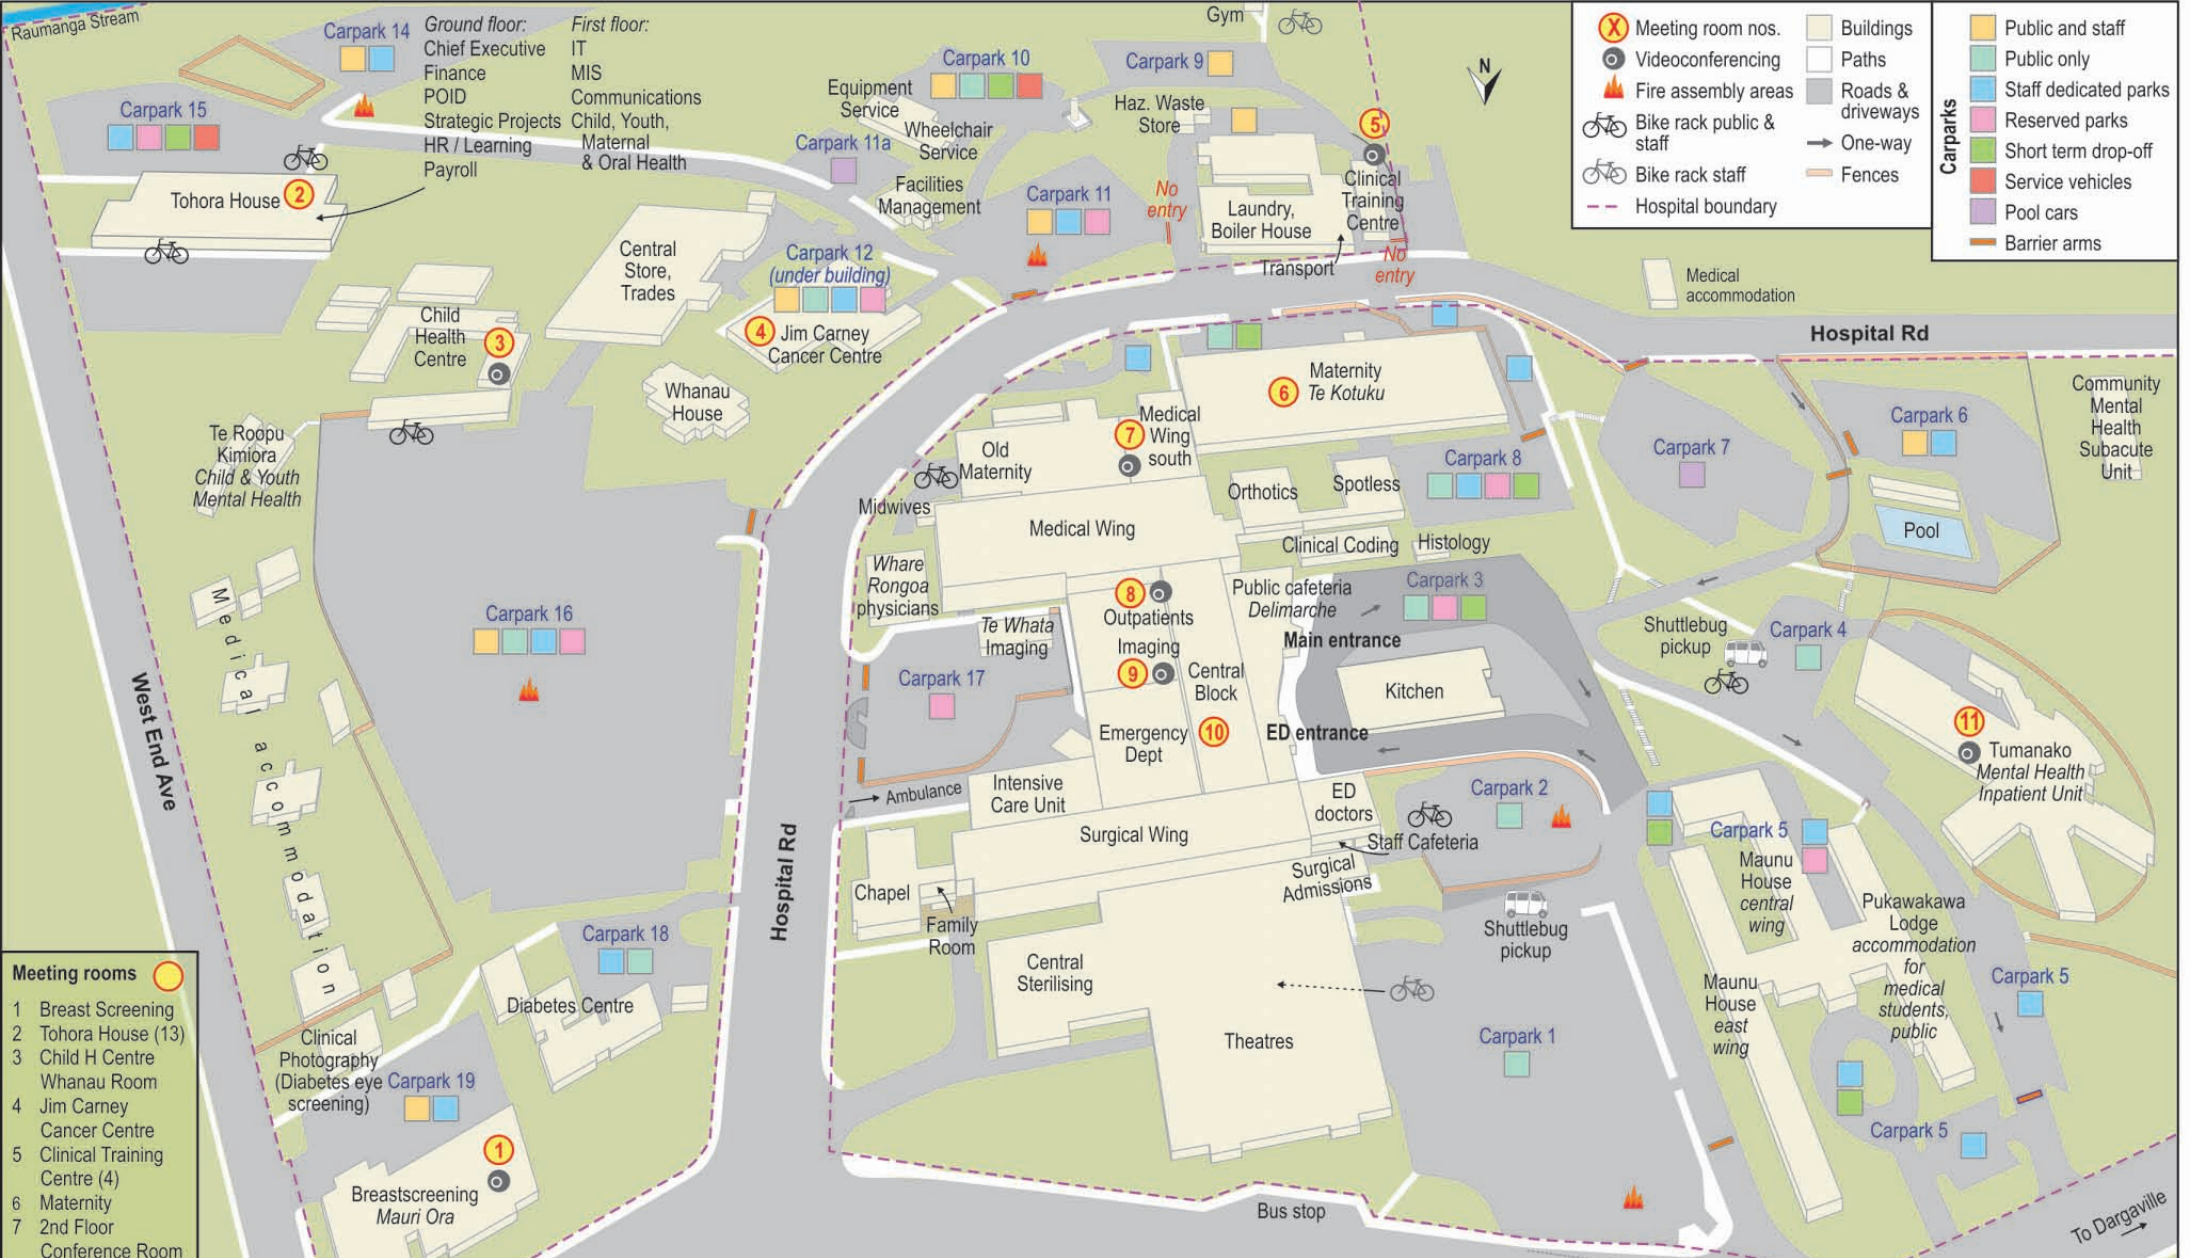 Raumanga Stream
Carpark 14
Ground floor:
Chief Executive
Finance
POID
Strategic Projects
HR / Learning
Payroll
First floor:
IT
MIS
Communications
Child, Youth,
Maternal
& Oral Health
Gym
Carpark 10
Carpark 9
Equipment
Service
Wheelchair
Service
Haz. Waste
Store
N
5
X Meeting room nos.
Videoconferencing
Fire assembly areas
Bike rack public &
staff
Bike rack staff
Hospital boundary
Buildings
Paths
Roads &
driveways
One-way
Fences
Carparks
Public and staff
Public only
Staff dedicated parks
Reserved parks
Short term drop-off
Service vehicles
Pool cars
Barrier arms
Carpark 15
Tohora House 2
Carpark 11a
Facilities
Management
Carpark 11
No
entry
Laundry,
Boiler House
Clinical
Training
Centre
Transport
No
entry
Central
Store,
Trades
Carpark 12
(under building)
4 Jim Carney
Cancer Centre
Medical
accommodation
Hospital Rd
Child
Health
Centre
3
Whanau
House
Maternity
6 Te Kotuku
Medical
7 Wing
south
Old
Maternity
Midwives
Te Roopu
Kimiora
Child & Youth
Mental Health
Orthotics
Spotless
Carpark 8
Carpark 7
Carpark 6
Pool
Community
Mental
Health
Subacute
Unit
Medical Wing
Clinical Coding
Histology
Whare
Rongoa
physicians
Te Whata
Imaging
8
Outpatients
Imaging
9
Central
Block
10
Public cafeteria
Delimarche
Carpark 3
Main entrance
Kitchen
ED entrance
Emergency
Dept
Shuttlebug
pickup
Carpark 4
11
Tumanako
Mental Health
Inpatient Unit
Medical accommodation
West End Ave
Carpark 16
Carpark 17
Ambulance
Intensive
Care Unit
Surgical Wing
ED
doctors
Carpark 2
Staff Cafeteria
Surgical
Admissions
Shuttlebug
pickup
Hospital Rd
Chapel
Family
Room
Central
Sterilising
Theatres
Carpark 1
Carpark 5
Maunu
House
central
wing
Maunu
House
east
wing
Pukawakawa
Lodge
accommodation
for
medical
students,
public
Carpark 5
Carpark 5
Carpark 18
Diabetes Centre
Clinical
Photography
(Diabetes eye
screening)
Carpark 19
1
Breastscreening
Mauri Ora
Bus stop
To Dargaville
Meeting rooms
1 Breast Screening
2 Tohora House (13)
3 Child H Centre
Whanau Room
4 Jim Carney
Cancer Centre
5 Clinical Training
Centre (4)
6 Maternity
7 2nd Floor
Conference Room